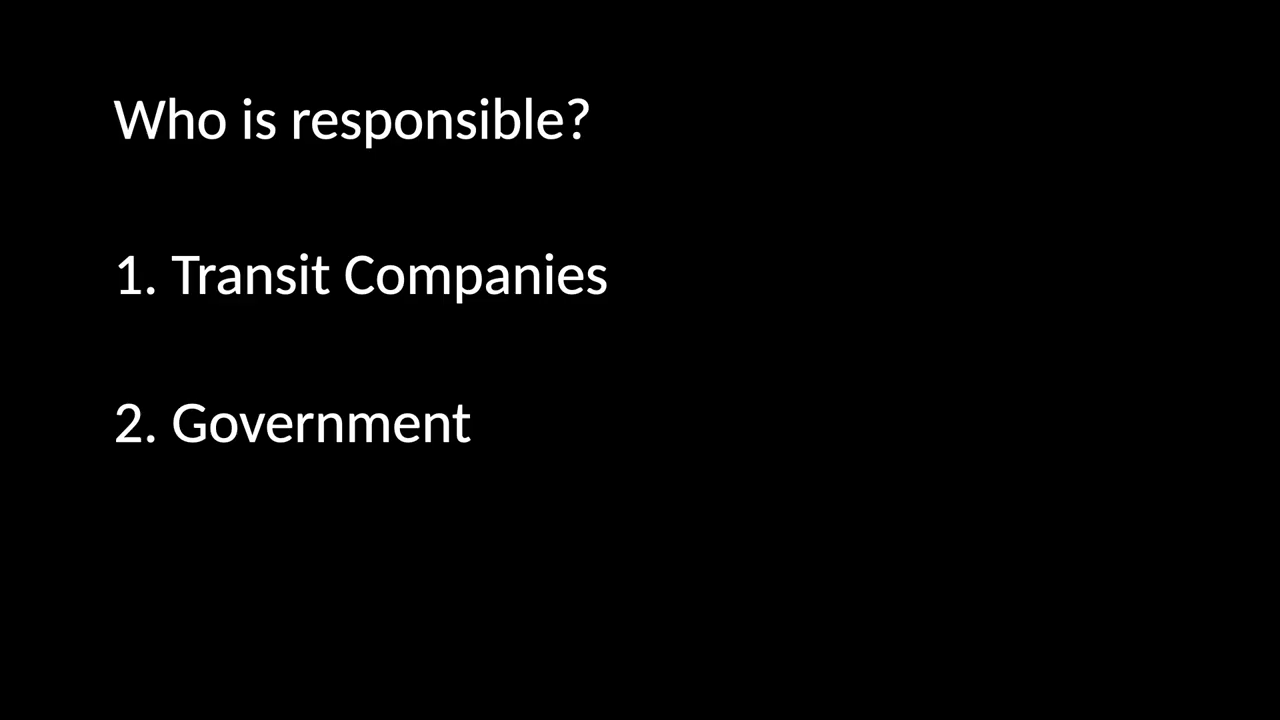 Who is responsible?
1. Transit Companies
2. Government